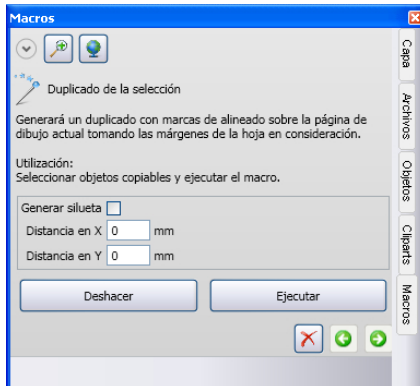 Macros
Duplicado de la selección
Generará un duplicado con marcas de alineado sobre la página de
dibujo actual tomando las márgenes de la hoja en consideración.
Utilización:
Seleccionar objetos copiables y ejecutar el macro.
Generar silueta
Distancia en X 0 mm
Distancia en Y 0 mm
Deshacer Ejecutar
Capa
Archivos
Objetos
Cliparts
Macros